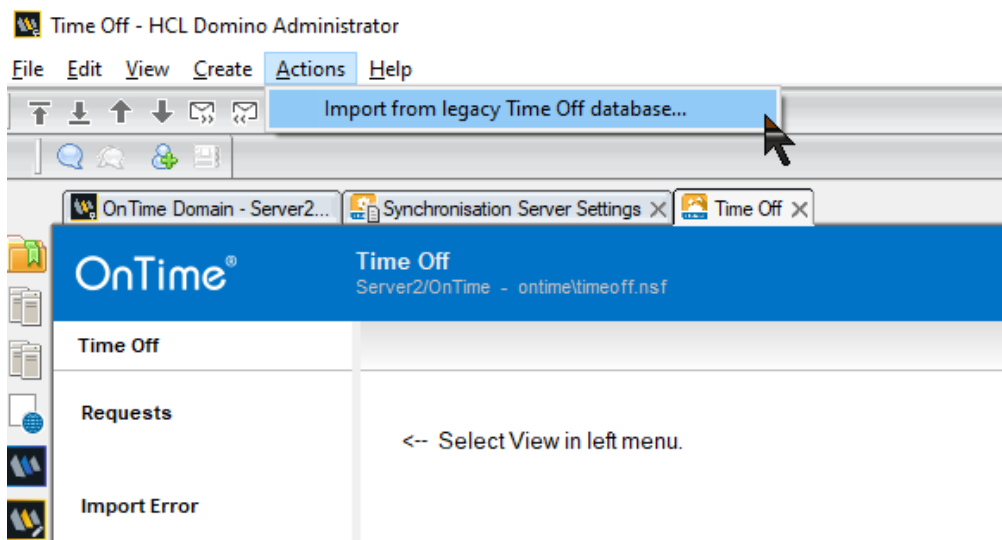 Time Off - HCL Domino Administrator
File Edit View Create Actions Help
Import from legacy Time Off database...
OnTime Domain - Server2... Synchronisation Server Settings Time Off
OnTime® Time Off
Server2/OnTime - ontime\timeoff.nsf
Time Off
Requests
<-- Select View in left menu.
Import Error